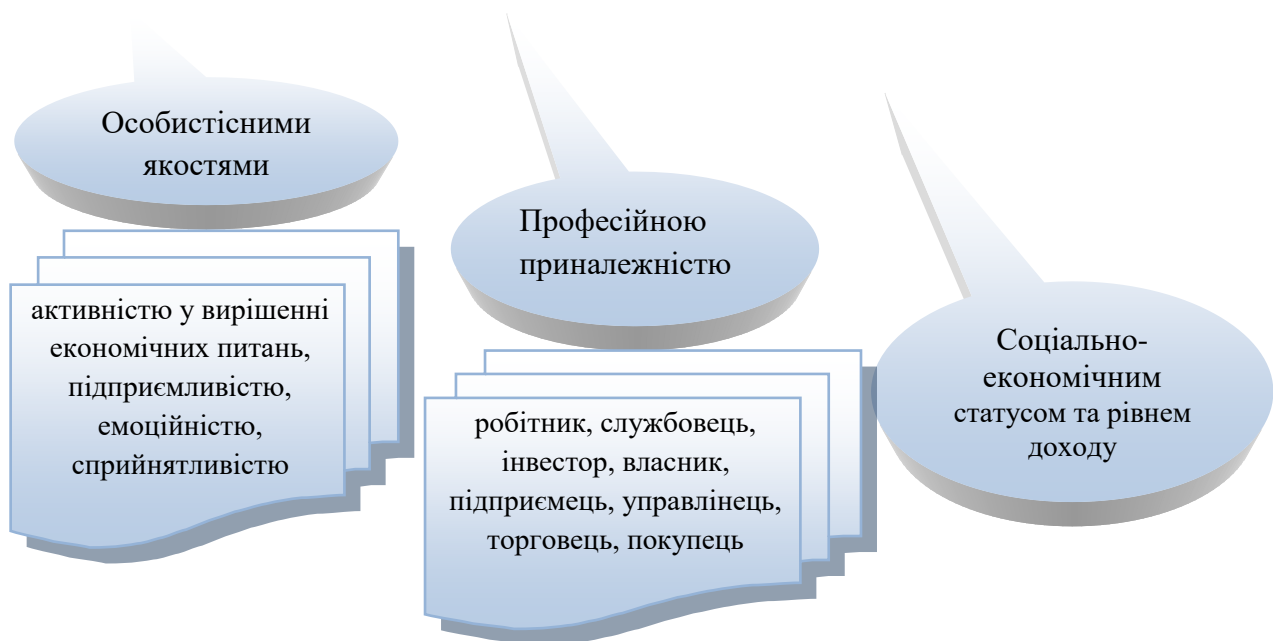 Особистісними
якостями
активністю у вирішенні
економічних питань,
підприємливістю,
емоційністю,
сприйнятливістю
Професійною
приналежністю
робітник, службовець,
інвестор, власник,
підприємець, управлінець,
торговець, покупець
Соціально-
економічним
статусом та рівнем
доходу